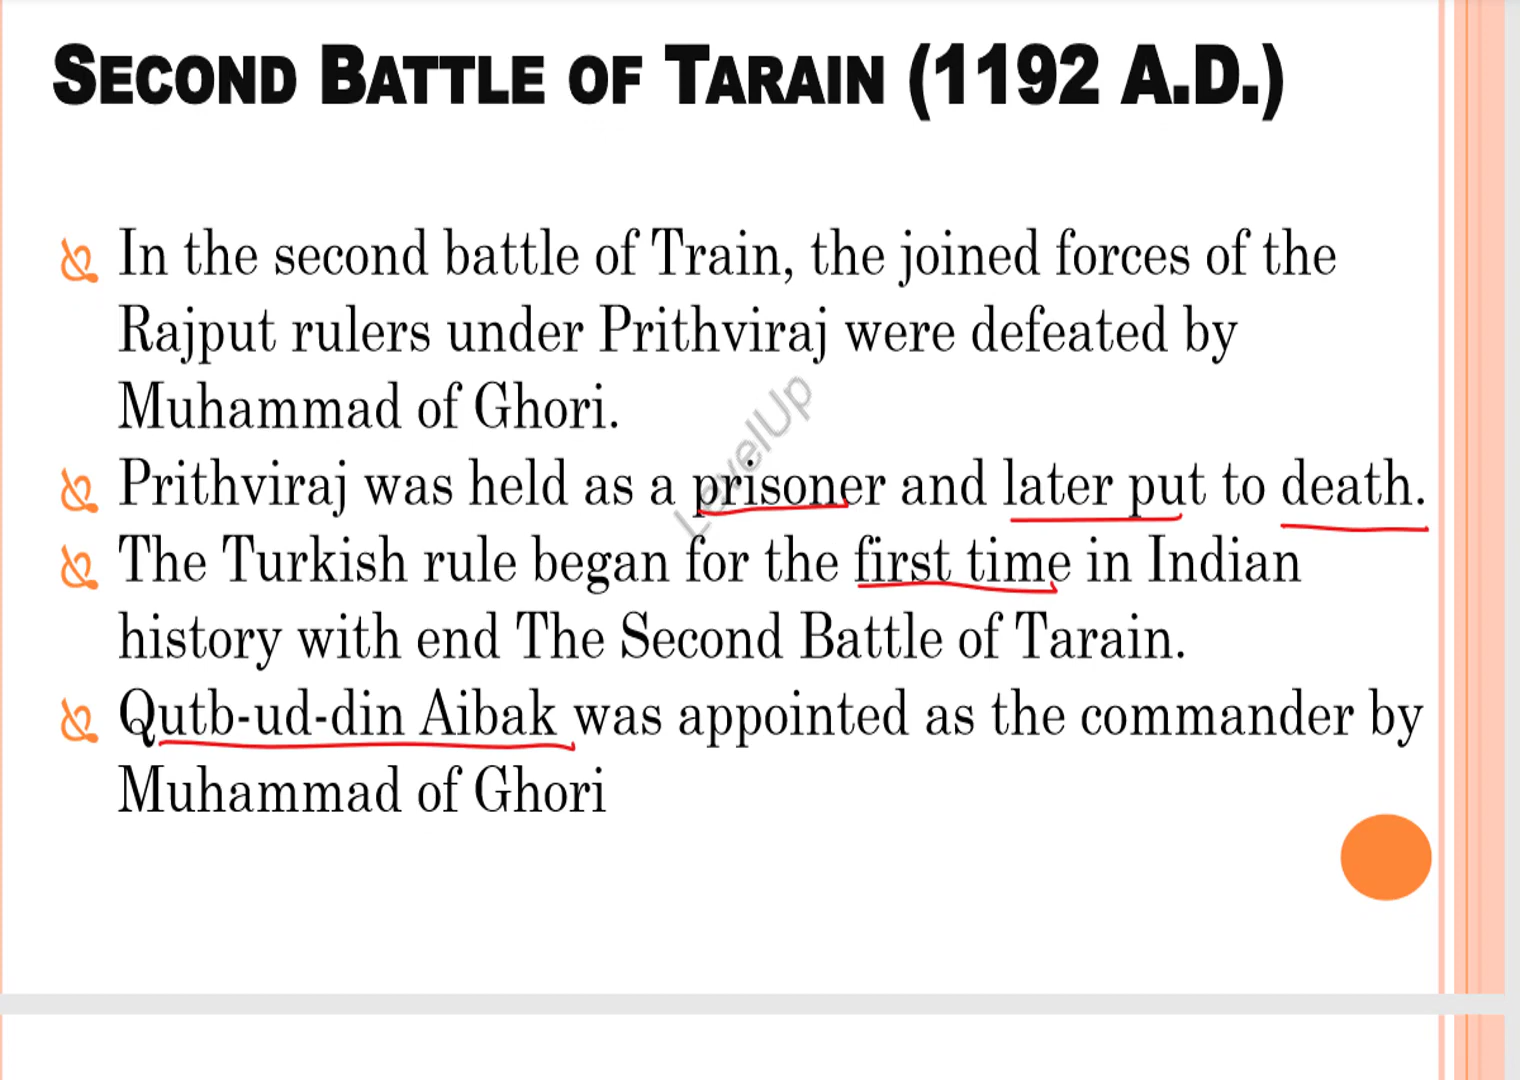 SECOND BATTLE OF TARAIN (1192 A.D.)
In the second battle of Train, the joined forces of the
Rajput rulers under Prithviraj were defeated by
Muhammad of Ghori.
Prithviraj was held as a prisoner and later put to death.
The Turkish rule began for the first time in Indian
history with end The Second Battle of Tarain.
Qutb-ud-din Aibak was appointed as the commander by
Muhammad of Ghori
LevelUp